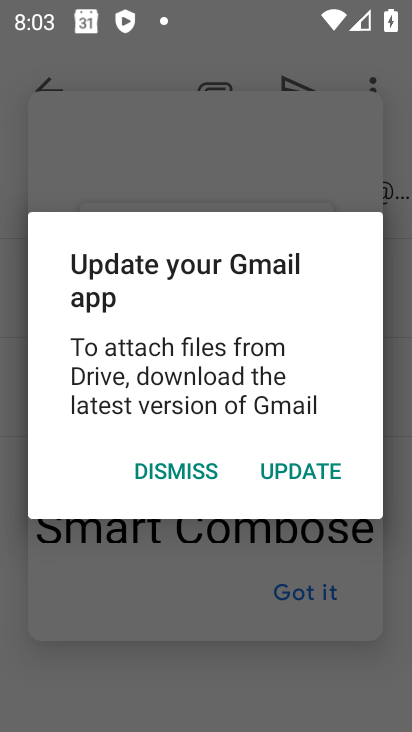 8:03
31
@...
Update your Gmail
app
To attach files from
Drive, download the
latest version of Gmail
DISMISS
UPDATE
Smart Compose
Got it